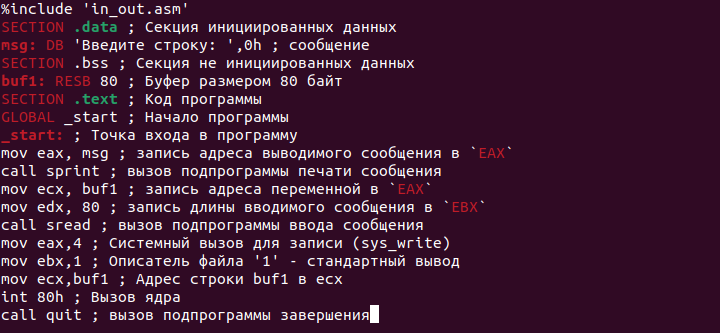 %include 'in_out.asm'
SECTION .data ; Секция инициированных данных
msg: DB 'Введите строку: ',0h ; сообщение
SECTION .bss ; Секция не инициированных данных
buf1: RESB 80 ; Буфер размером 80 байт
SECTION .text ; Код программы
GLOBAL _start ; Начало программы
_start: ; Точка входа в программу
mov eax, msg ; запись адреса выводимого сообщения в `EAX`
call sprint ; вызов подпрограммы печати сообщения
mov ecx, buf1 ; запись адреса переменной в `EAX`
mov edx, 80 ; запись длины вводимого сообщения в `EBX`
call sread ; вызов подпрограммы ввода сообщения
mov eax,4 ; Системный вызов для записи (sys_write)
mov ebx,1 ; Описатель файла '1' - стандартный вывод
mov ecx,buf1 ; Адрес строки buf1 в ecx
int 80h ; Вызов ядра
call quit ; вызов подпрограммы завершения